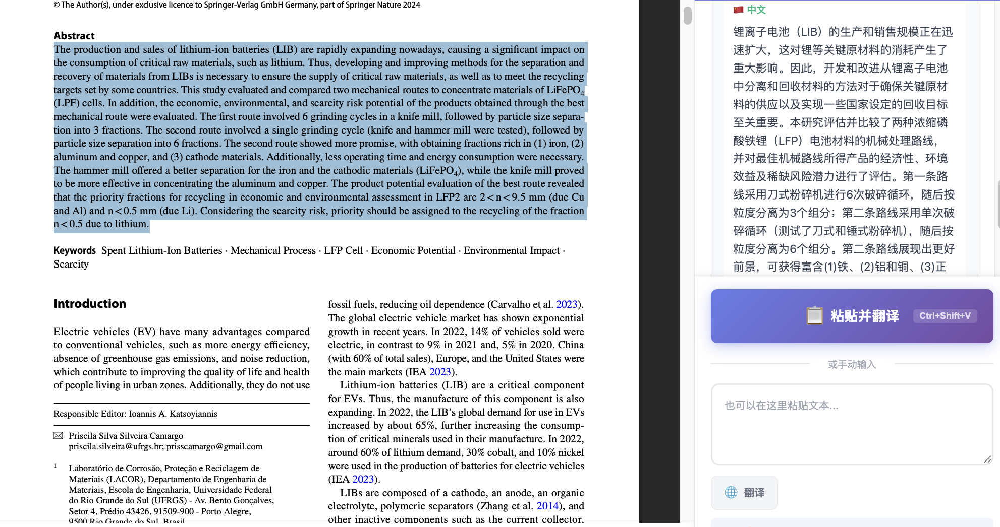 © The Author(s), under exclusive licence to Springer-Verlag GmbH Germany, part of Springer Nature 2024
Abstract
The production and sales of lithium-ion batteries (LIB) are rapidly expanding nowadays, causing a significant impact on
the consumption of critical raw materials, such as lithium. Thus, developing and improving methods for the separation and
recovery of materials from LIBs is necessary to ensure the supply of critical raw materials, as well as to meet the recycling
targets set by some countries. This study evaluated and compared two mechanical routes to concentrate materials of LiFePO₄
(LPF) cells. In addition, the economic, environmental, and scarcity risk potential of the products obtained through the best
mechanical route were evaluated. The first route involved 6 grinding cycles in a knife mill, followed by particle size separa-
tion into 3 fractions. The second route involved a single grinding cycle (knife and hammer mill were tested), followed by
particle size separation into 6 fractions. The second route showed more promise, with obtaining fractions rich in (1) iron, (2)
aluminum and copper, and (3) cathode materials. Additionally, less operating time and energy consumption were necessary.
The hammer mill offered a better separation for the iron and the cathodic materials (LiFePO₄), while the knife mill proved
to be more effective in concentrating the aluminum and copper. The product potential evaluation of the best route revealed
that the priority fractions for recycling in economic and environmental assessment in LFP2 are 2 < n < 9.5 mm (due Cu
and Al) and n < 0.5 mm (due Li). Considering the scarcity risk, priority should be assigned to the recycling of the fraction
n < 0.5 due to lithium.
Keywords Spent Lithium-Ion Batteries · Mechanical Process · LFP Cell · Economic Potential · Environmental Impact ·
Scarcity
Introduction
Electric vehicles (EV) have many advantages compared
to conventional vehicles, such as more energy efficiency,
absence of greenhouse gas emissions, and noise reduction,
which contribute to improving the quality of life and health
of people living in urban zones. Additionally, they do not use
Responsible Editor: Ioannis A. Katsoyiannis
Priscila Silva Silveira Camargo
priscila.silveira@ufrgs.br; prisscamargo@gmail.com
1 Laboratório de Corrosão, Proteção e Reciclagem de
Materiais (LACOR), Departamento de Engenharia de
Materiais, Escola de Engenharia, Universidade Federal
do Rio Grande do Sul (UFRGS) - Av. Bento Gonçalves,
Setor 4, Prédio 43426, 91509-900 - Porto Alegre,
9500 Rio Grande do Sul, Brasil
fossil fuels, reducing oil dependence (Carvalho et al. 2023).
The global electric vehicle market has shown exponential
growth in recent years. In 2022, 14% of vehicles sold were
electric, in contrast to 9% in 2021 and, 5% in 2020. China
(with 60% of total sales), Europe, and the United States were
the main markets (IEA 2023).
Lithium-ion batteries (LIB) are a critical component
for EVs. Thus, the manufacture of this component is also
expanding. In 2022, the LIB's global demand for use in EVs
increased by about 65%, further increasing the consump-
tion of critical minerals used in their manufacture. In 2022,
around 60% of lithium demand, 30% cobalt, and 10% nickel
were used in the production of batteries for electric vehicles
(IEA 2023).
LIBs are composed of a cathode, an anode, an organic
electrolyte, polymeric separators (Zhang et al. 2014), and
other inactive components such as the current collector,
中文
锂离子电池（LIB）的生产和销售规模正在迅
速扩大，这对锂等关键原材料的消耗产生了
重大影响。因此，开发和改进从锂离子电池
中分离和回收材料的方法对于确保关键原材
料的供应以及实现一些国家设定的回收目标
至关重要。本研究评估并比较了两种浓缩磷
酸铁锂（LFP）电池材料的机械处理路线，
并对最佳机械路线所得产品的经济性、环境
效益及稀缺风险潜力进行了评估。第一条路
线采用刀式粉碎机进行6次破碎循环，随后按
粒度分离为3个组分；第二条路线采用单次破
碎循环（测试了刀式和锤式粉碎机），随后按
粒度分离为6个组分。第二条路线展现出更好
前景，可获得富含(1)铁、(2)铝和铜、(3)正
粘贴并翻译 Ctrl+Shift+V
或手动输入
也可以在这里粘贴文本...
翻译